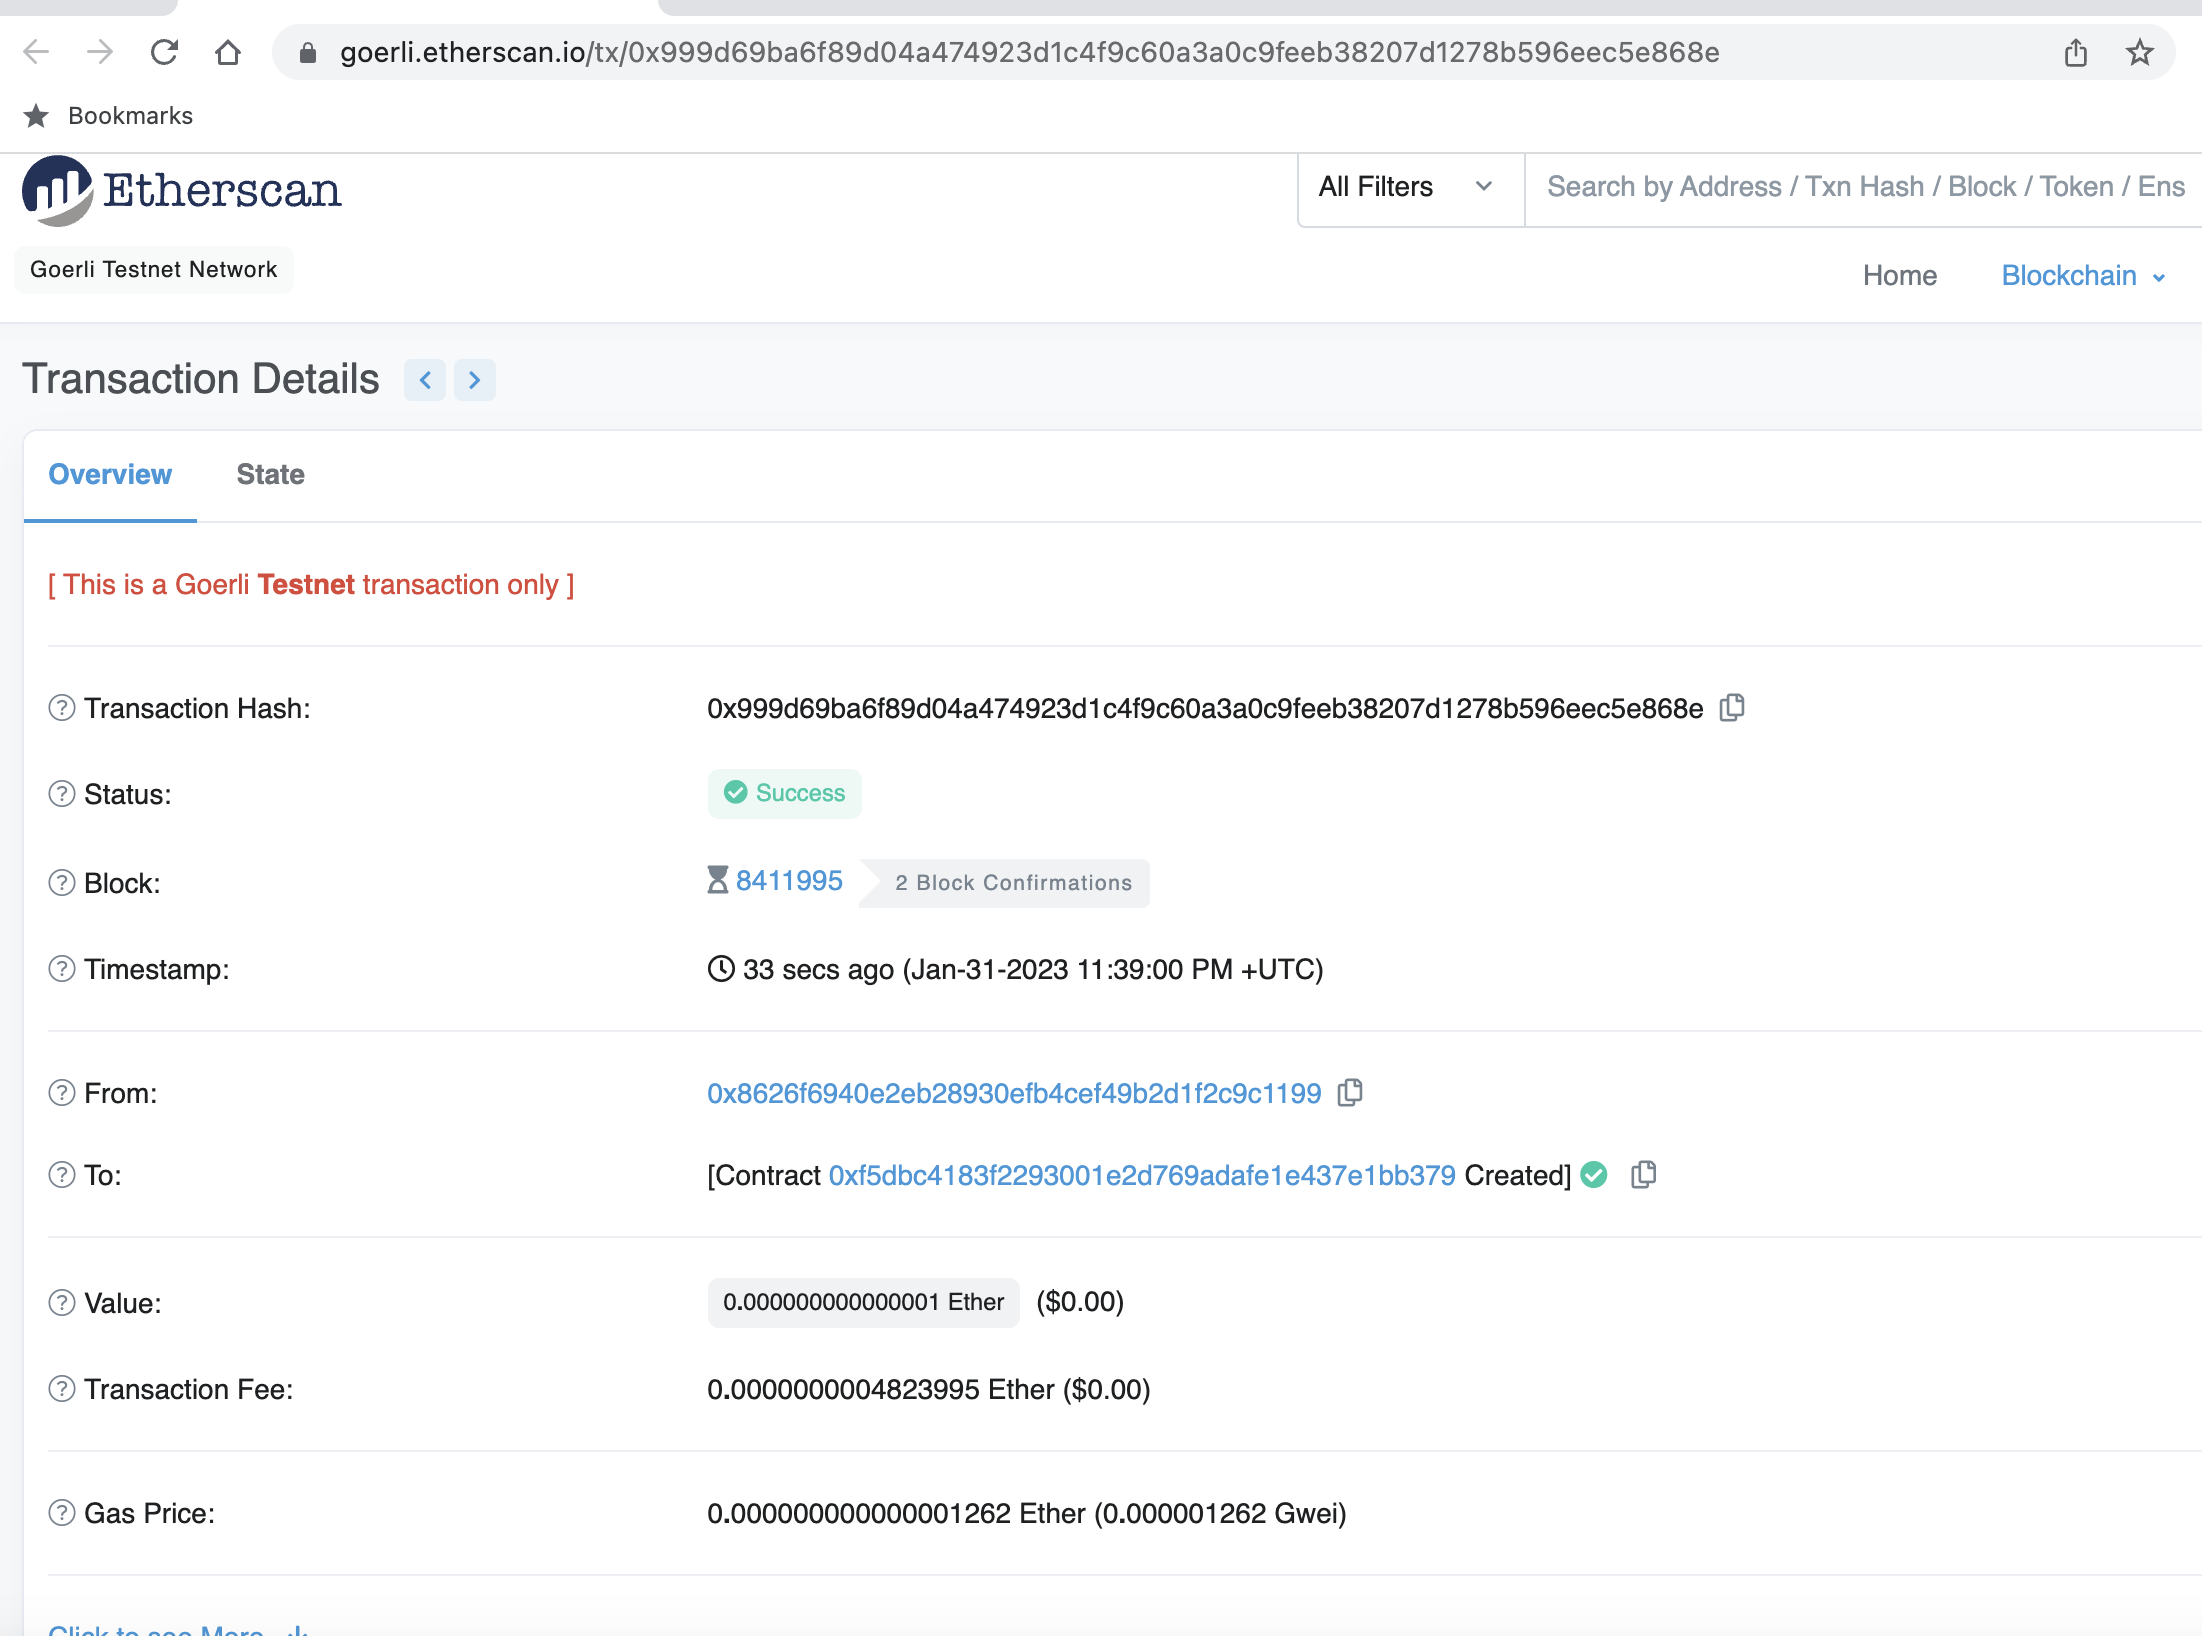 goerli.etherscan.io/tx/0x999d69ba6f89d04a474923d1c4f9c60a3a0c9feeb38207d1278b596eec5e868e
Bookmarks
Etherscan
All Filters
Search by Address / Txn Hash / Block / Token / Ens
Goerli Testnet Network
Home
Blockchain
Transaction Details
Overview
State
[ This is a Goerli Testnet transaction only ]
Transaction Hash:
0x999d69ba6f89d04a474923d1c4f9c60a3a0c9feeb38207d1278b596eec5e868e
Status:
Success
Block:
8411995
2 Block Confirmations
Timestamp:
33 secs ago (Jan-31-2023 11:39:00 PM +UTC)
From:
0x8626f6940e2eb28930efb4cef49b2d1f2c9c1199
To:
[Contract 0xf5dbc4183f2293001e2d769adafe1e437e1bb379 Created]
Value:
0.000000000000001 Ether
($0.00)
Transaction Fee:
0.0000000004823995 Ether ($0.00)
Gas Price:
0.000000000000001262 Ether (0.000001262 Gwei)
Click to see More